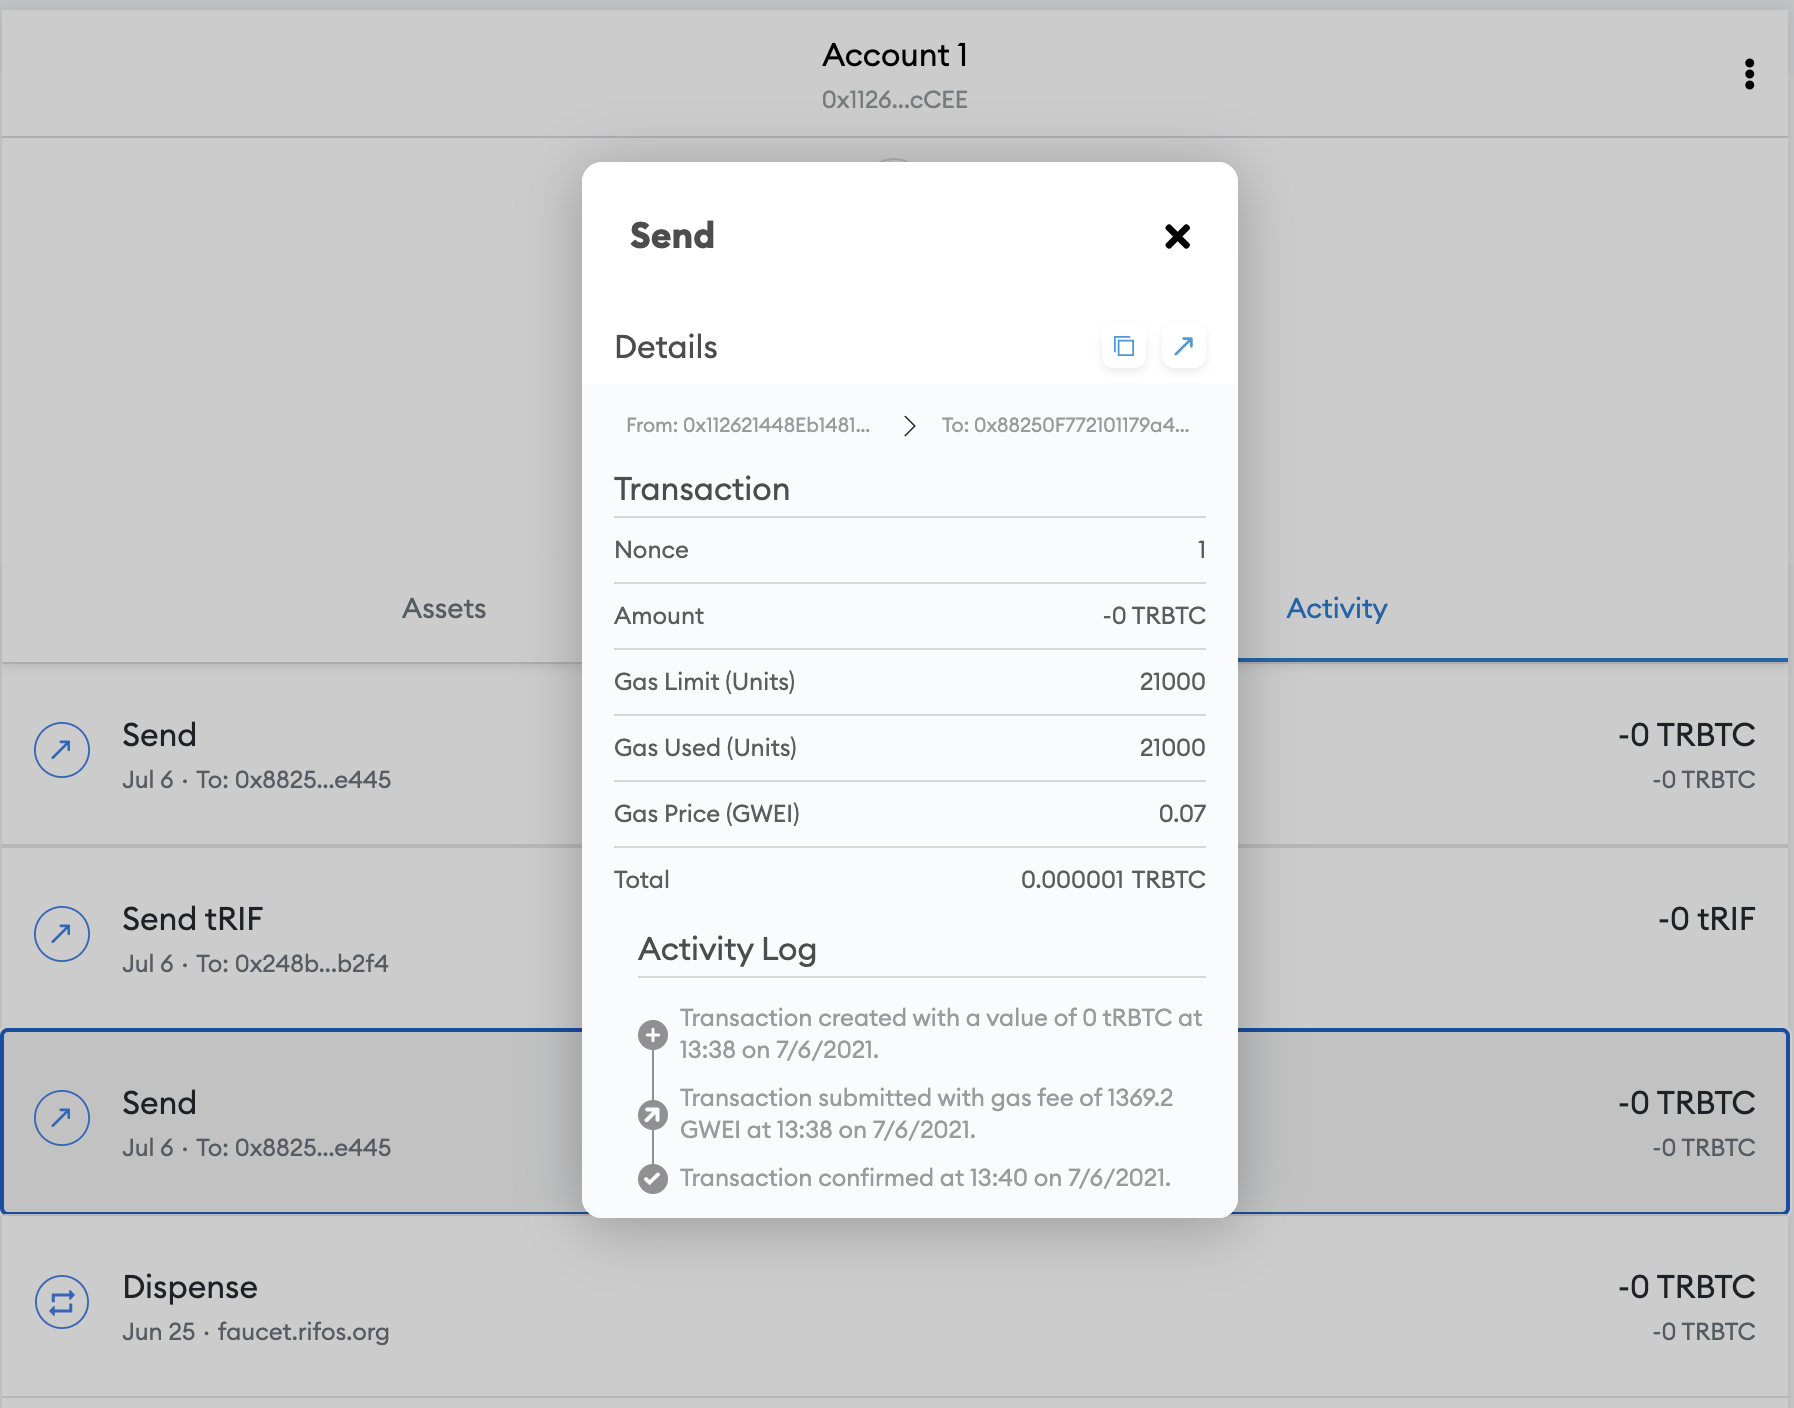 Account 1
0x1126...cCEE
Send
Details
From: 0x112621448Eb1481...
To: 0x88250F772101179a4...
Transaction
Nonce 1
Amount -0 TRBTC
Gas Limit (Units) 21000
Gas Used (Units) 21000
Gas Price (GWEI) 0.07
Total 0.000001 TRBTC
Activity Log
Transaction created with a value of 0 tRBTC at
13:38 on 7/6/2021.
Transaction submitted with gas fee of 1369.2
GWEI at 13:38 on 7/6/2021.
Transaction confirmed at 13:40 on 7/6/2021.
Assets
Activity
Send -0 TRBTC
Jul 6 · To: 0x8825...e445 -0 TRBTC
Send tRIF -0 tRIF
Jul 6 · To: 0x248b...b2f4
Send -0 TRBTC
Jul 6 · To: 0x8825...e445 -0 TRBTC
Dispense -0 TRBTC
Jun 25 · faucet.rifos.org -0 TRBTC